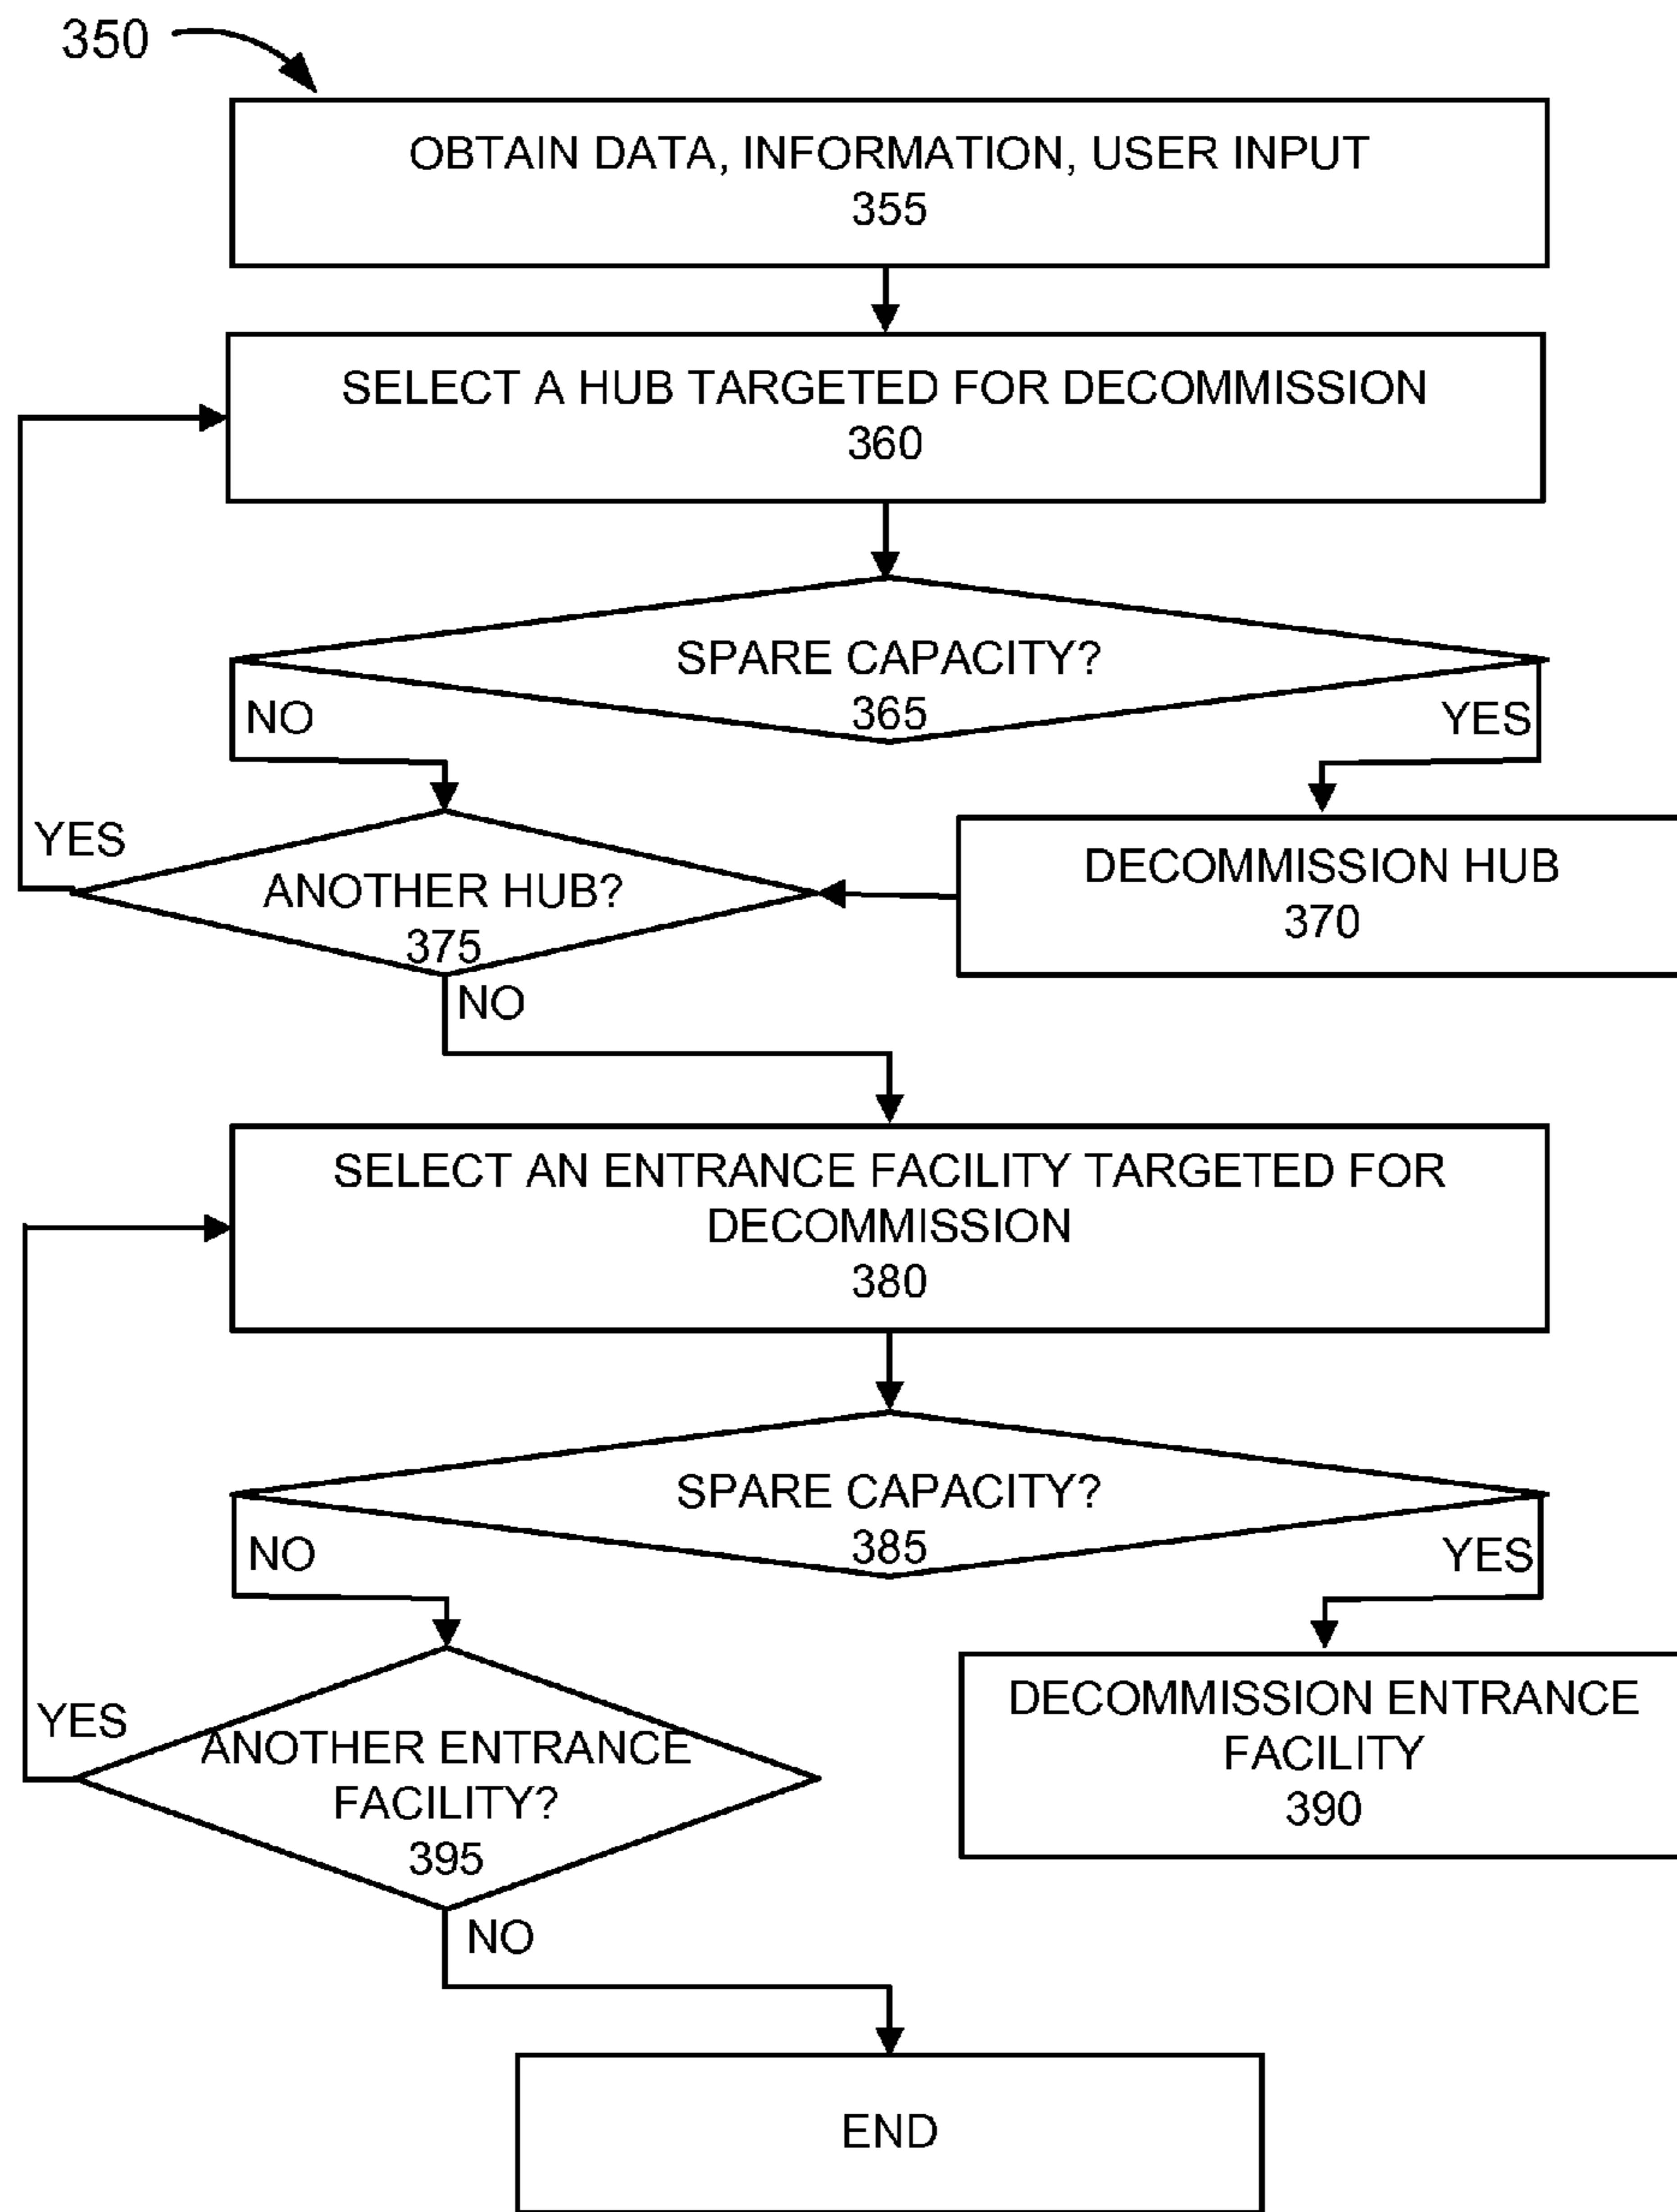 350
OBTAIN DATA, INFORMATION, USER INPUT
355
SELECT A HUB TARGETED FOR DECOMMISSION
360
SPARE CAPACITY?
365
NO
YES
YES
ANOTHER HUB?
375
DECOMMISSION HUB
370
NO
SELECT AN ENTRANCE FACILITY TARGETED FOR
DECOMMISSION
380
SPARE CAPACITY?
385
NO
YES
YES
ANOTHER ENTRANCE
FACILITY?
395
DECOMMISSION ENTRANCE
FACILITY
390
NO
END